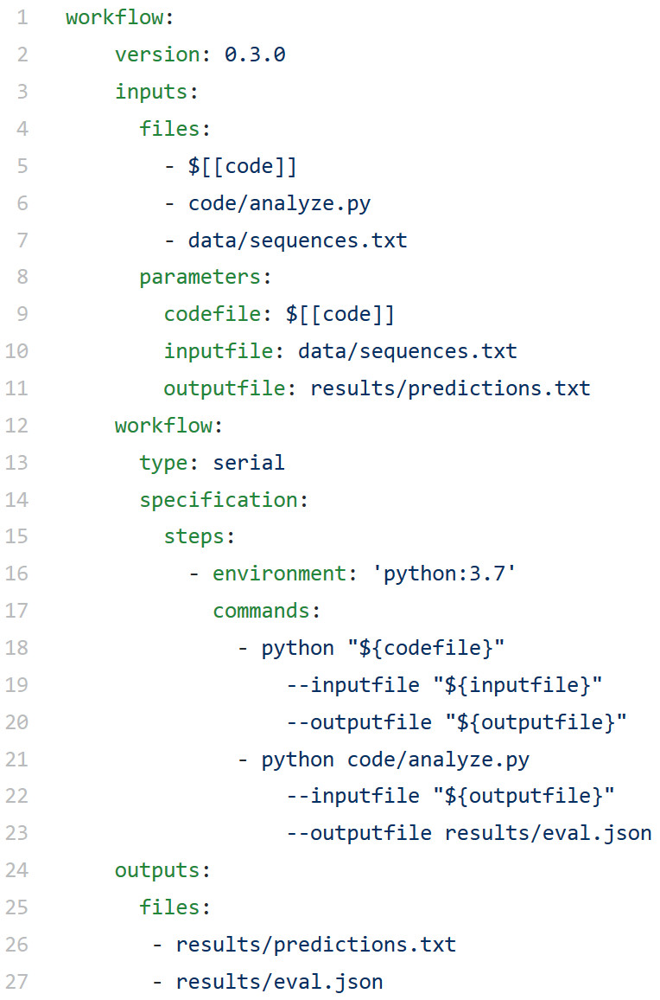 1 workflow:
2     version: 0.3.0
3     inputs:
4       files:
5         - $[[code]]
6         - code/analyze.py
7         - data/sequences.txt
8       parameters:
9         codefile: $[[code]]
10         inputfile: data/sequences.txt
11         outputfile: results/predictions.txt
12     workflow:
13       type: serial
14       specification:
15         steps:
16           - environment: 'python:3.7'
17             commands:
18               - python "${codefile}"
19                   --inputfile "${inputfile}"
20                   --outputfile "${outputfile}"
21               - python code/analyze.py
22                   --inputfile "${outputfile}"
23                   --outputfile results/eval.json
24     outputs:
25       files:
26        - results/predictions.txt
27        - results/eval.json